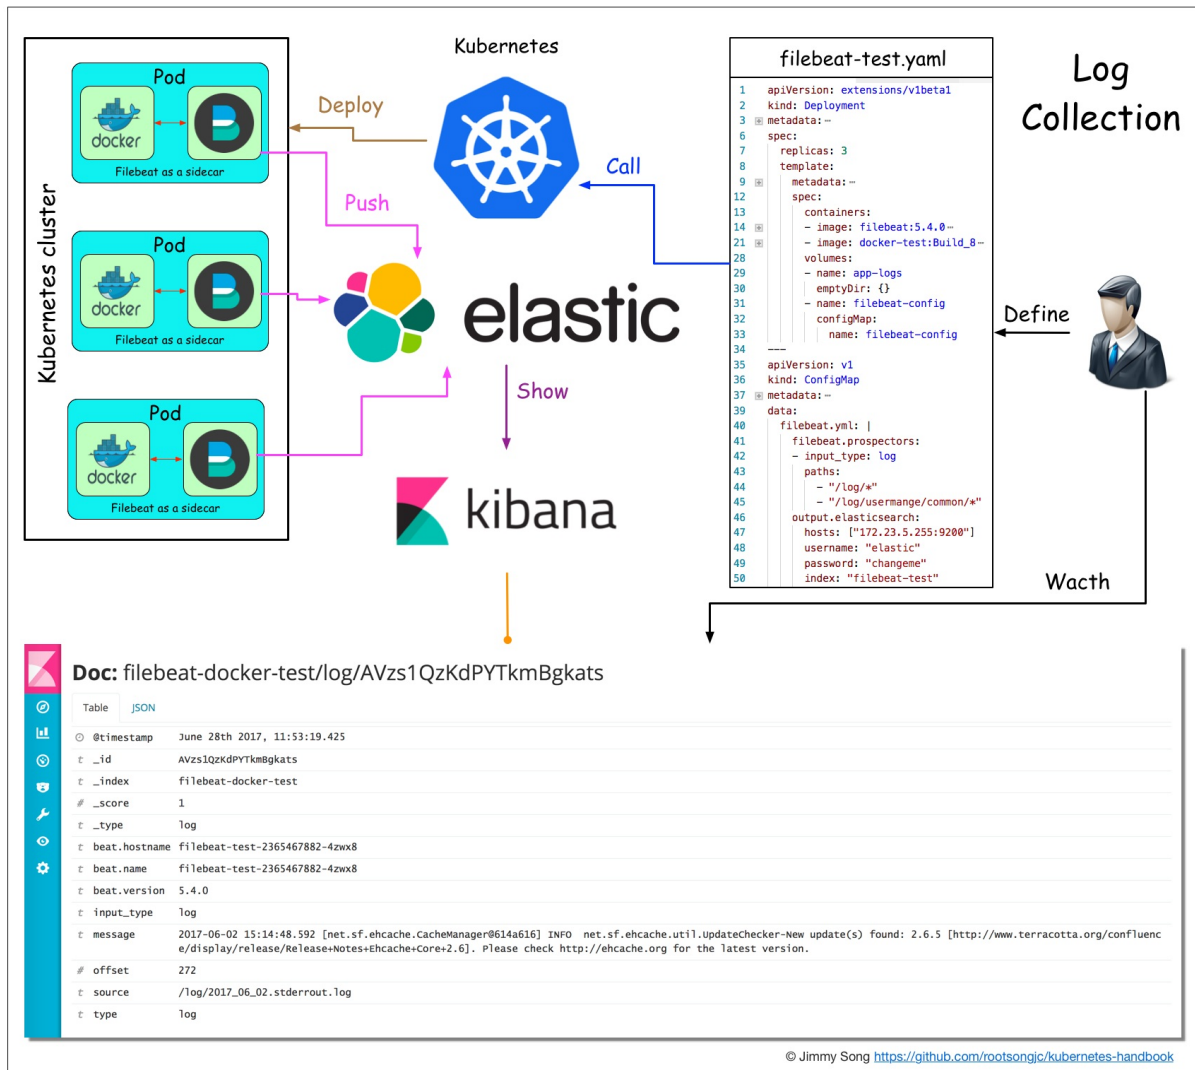 Kubernetes
filebeat-test.yaml
Log
Collection
Kubernetes cluster
Pod
docker
Filebeat as a sidecar
Pod
docker
Filebeat as a sidecar
Pod
docker
Filebeat as a sidecar
Deploy
Push
Call
elastic
Show
kibana
Define
Wacth
1 apiVersion: extensions/v1beta1
2 kind: Deployment
3 metadata:
6 spec:
7 replicas: 3
8 template:
9 metadata:
12 spec:
13 containers:
14 - image: filebeat:5.4.0
21 - image: docker-test:Build_8
28 volumes:
29 - name: app-logs
30 emptyDir: {}
31 - name: filebeat-config
32 configMap:
33 name: filebeat-config
34 ---
35 apiVersion: v1
36 kind: ConfigMap
37 metadata:
39 data:
40 filebeat.yml: |
41 filebeat.prospectors:
42 - input_type: log
43 paths:
44 - "/log/*"
45 - "/log/usermange/common/*"
46 output.elasticsearch:
47 hosts: ["172.23.5.255:9200"]
48 username: "elastic"
49 password: "changeme"
50 index: "filebeat-test"
Doc: filebeat-docker-test/log/AVzs1QzKdPYTkmBgkats
Table JSON
@timestamp June 28th 2017, 11:53:19.425
t _id AVzs1QzKdPYTkmBgkats
t _index filebeat-docker-test
# _score 1
t _type log
t beat.hostname filebeat-test-2365467882-4zwx8
t beat.name filebeat-test-2365467882-4zwx8
t beat.version 5.4.0
t input_type log
t message 2017-06-02 15:14:48.592 [net.sf.ehcache.CacheManager@614a616] INFO net.sf.ehcache.util.UpdateChecker-New update(s) found: 2.6.5 [http://www.terracotta.org/confluenc
e/display/release/Release+Notes+Ehcache+Core+2.6]. Please check http://ehcache.org for the latest version.
# offset 272
t source /log/2017_06_02.stderrout.log
t type log
© Jimmy Song https://github.com/rootsongjc/kubernetes-handbook